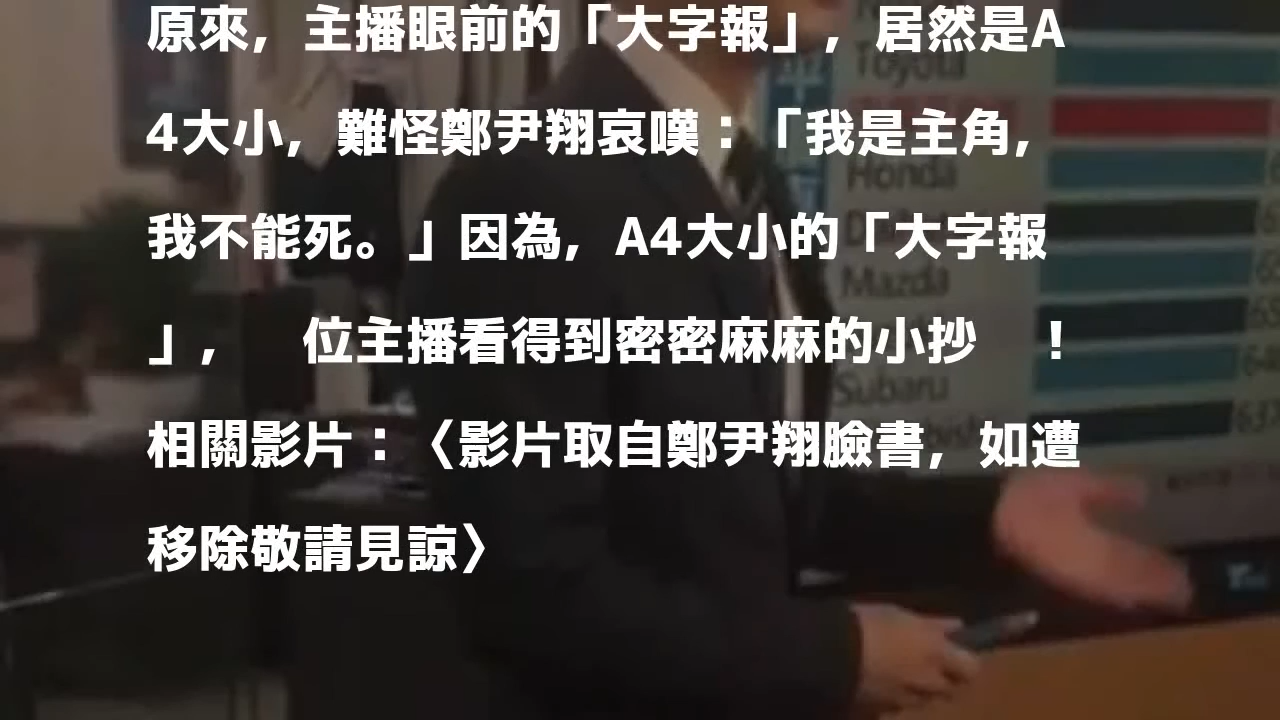 原來，主播眼前的「大字報」，居然是A
4大小，難怪鄭尹翔哀嘆：「我是主角，
我不能死。」因為，A4大小的「大字報
」，　位主播看得到密密麻麻的小抄　！
相關影片：〈影片取自鄭尹翔臉書，如遭
移除敬請見諒〉
Toyota
Honda
Mazda
Subaru